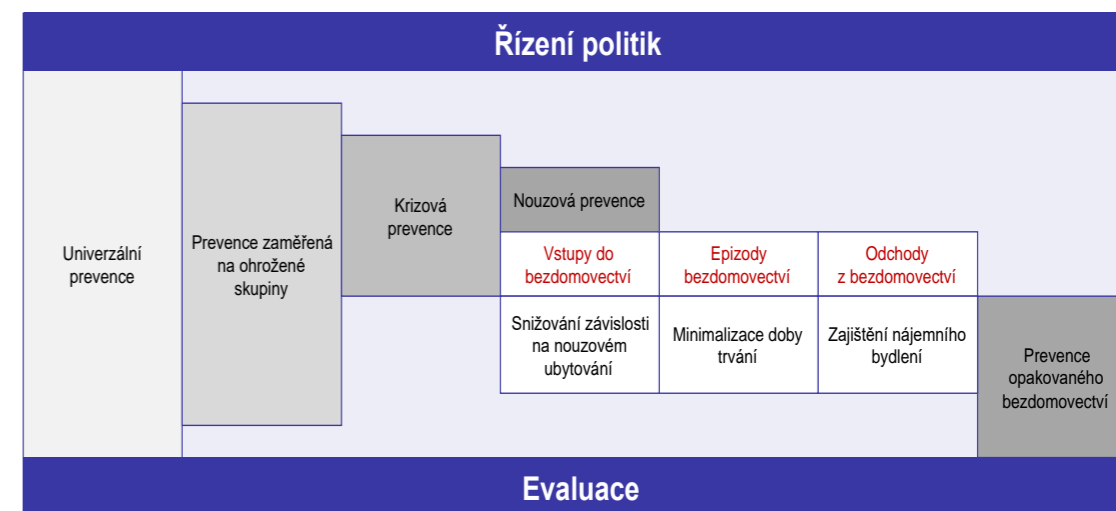 Řízení politik
Univerzální
prevence
Prevence zaměřená
na ohrožené
skupiny
Krizová
prevence
Nouzová prevence
Vstupy do
bezdomovectví
Epizody
bezdomovectví
Odchody
z bezdomovectví
Snižování závislosti
na nouzovém
ubytování
Minimalizace doby
trvání
Zajištění nájemního
bydlení
Prevence
opakovaného
bezdomovectví
Evaluace